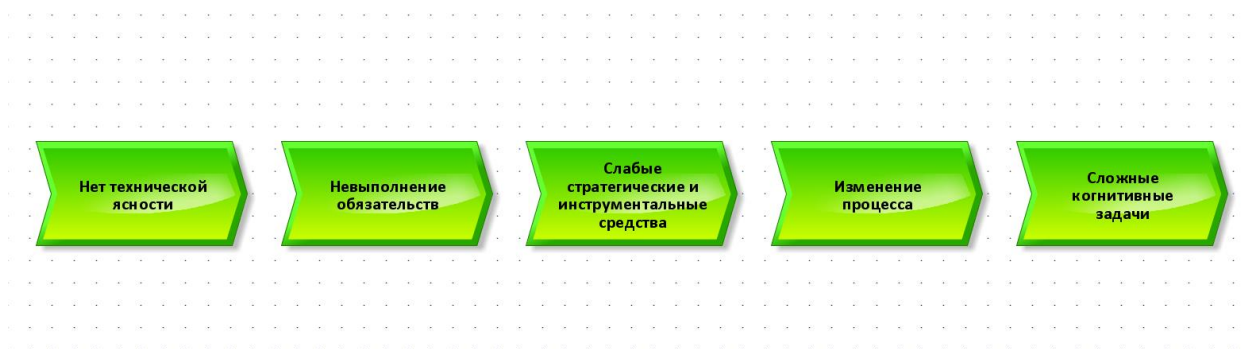 Нет технической
ясности
Невыполнение
обязательств
Слабые
стратегические и
инструментальные
средства
Изменение
процесса
Сложные
когнитивные
задачи